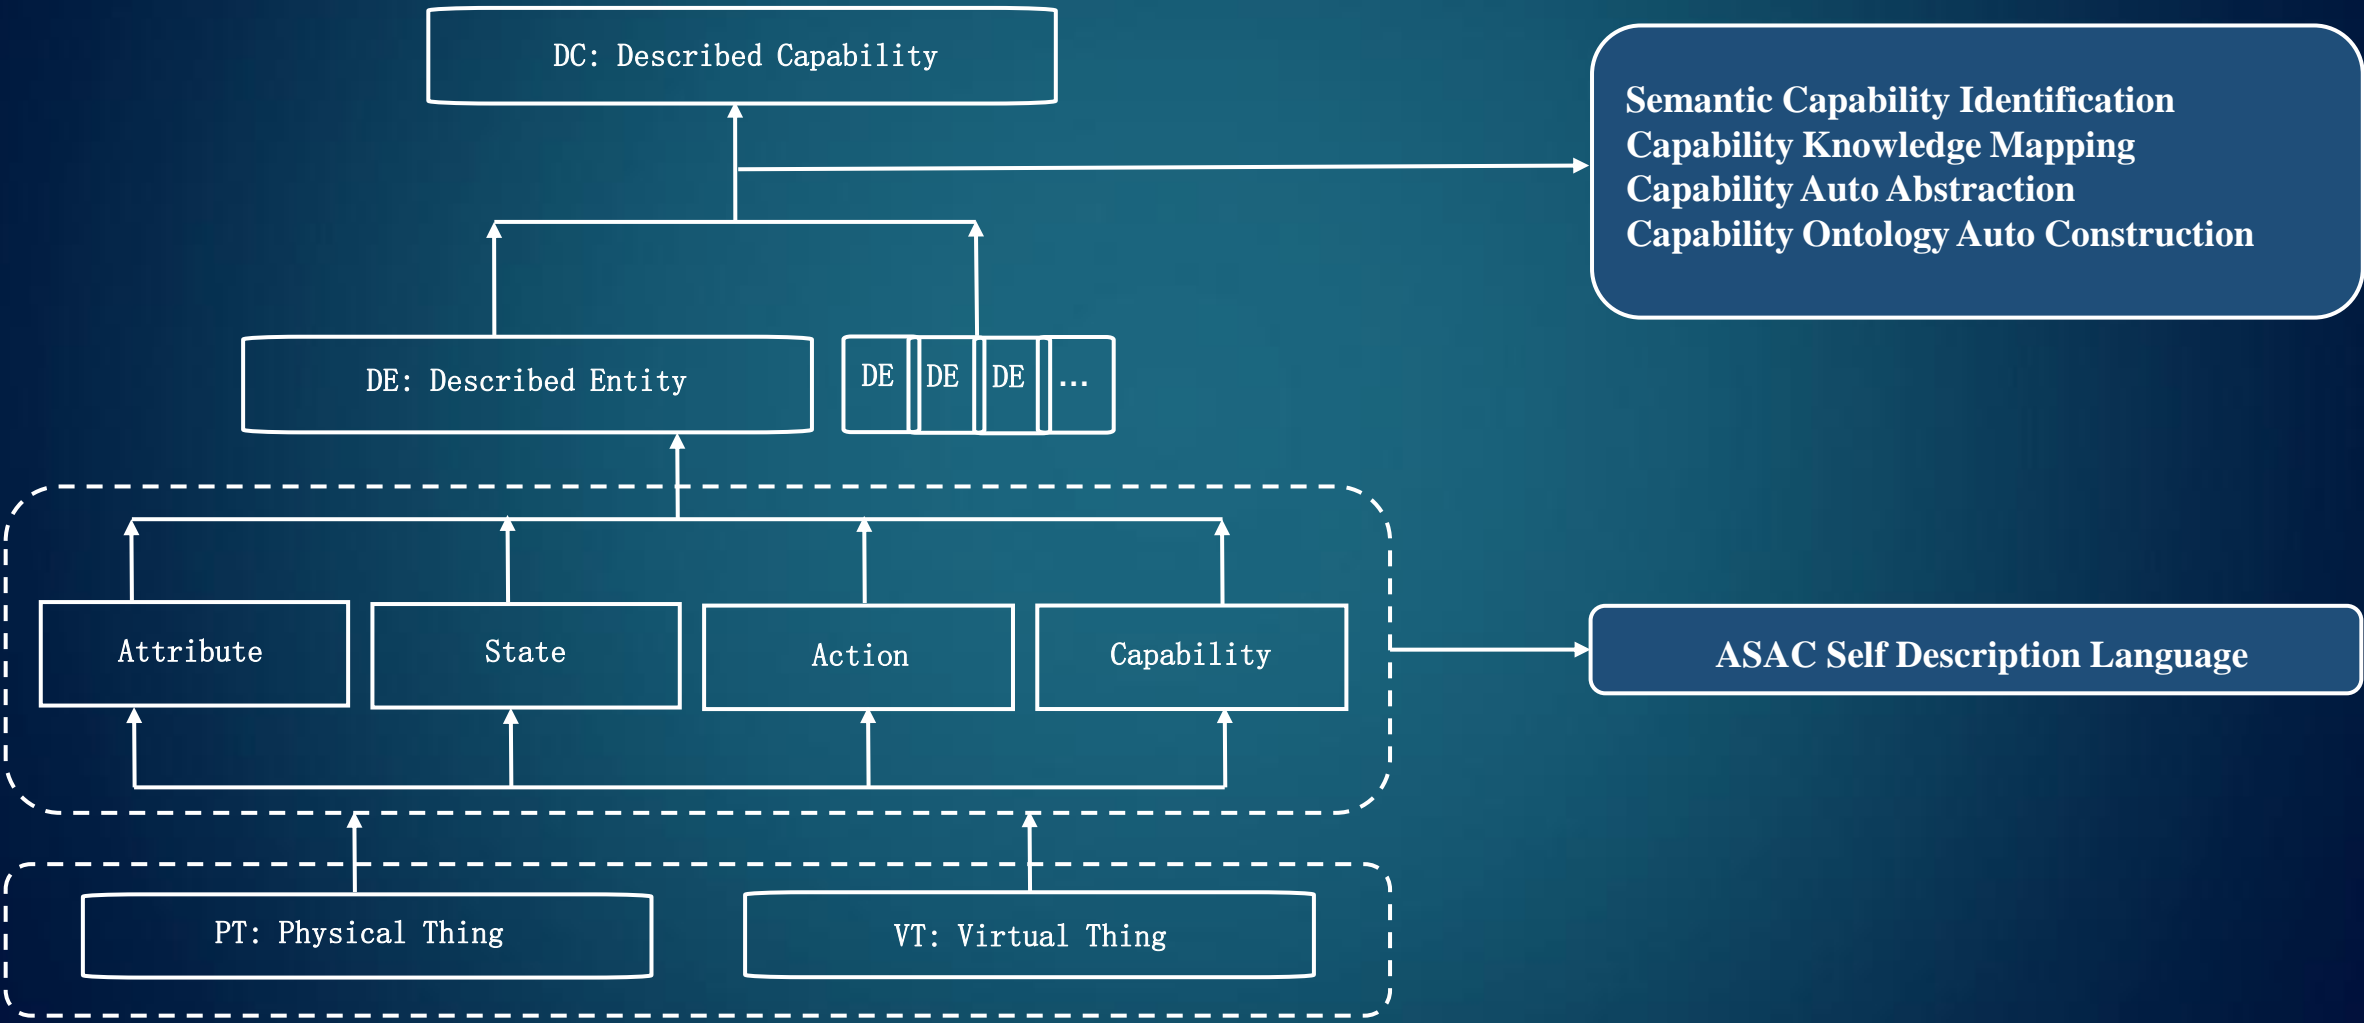 DC: Described Capability
Semantic Capability Identification
Capability Knowledge Mapping
Capability Auto Abstraction
Capability Ontology Auto Construction
DE: Described Entity
DE
DE
DE
...
Attribute
State
Action
Capability
ASAC Self Description Language
PT: Physical Thing
VT: Virtual Thing